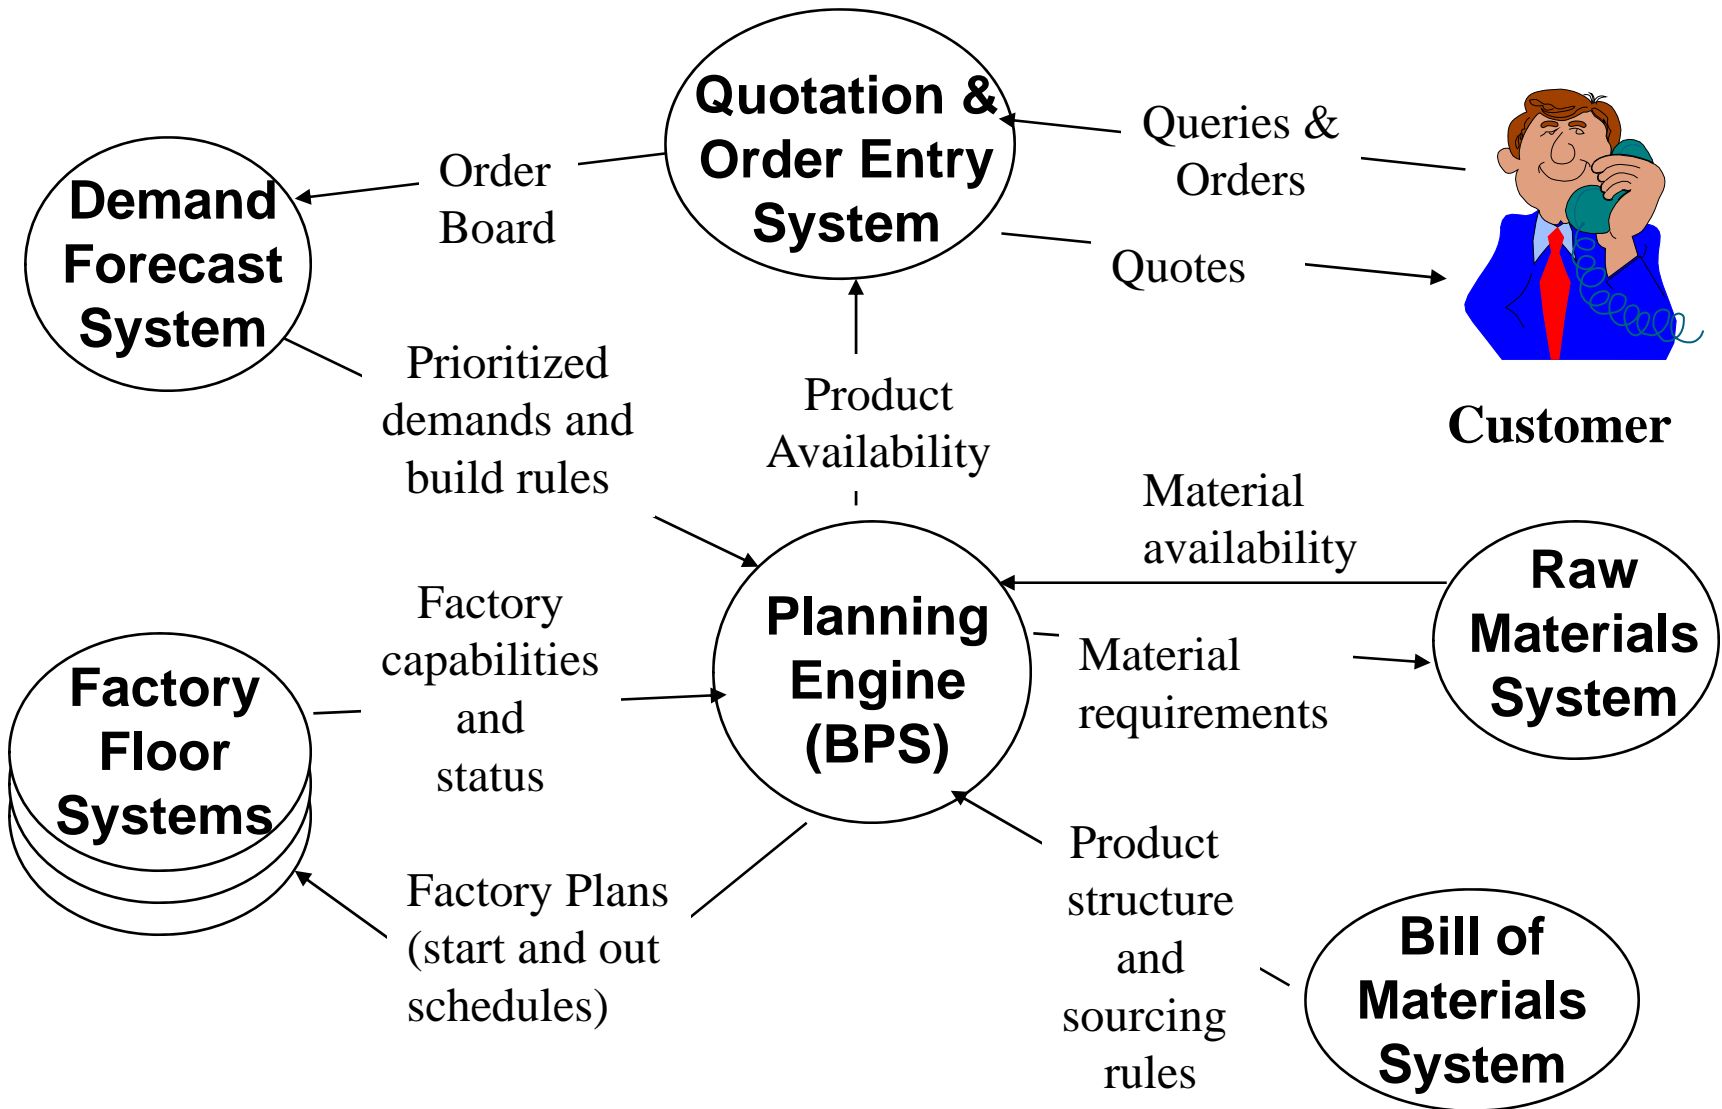 Quotation &
Order Entry
System
Queries &
Orders
Order
Board
Demand
Forecast
System
Quotes
Prioritized
demands and
build rules
Product
Availability
Customer
Material
availability
Factory
capabilities
and
status
Planning
Engine
(BPS)
Raw
Materials
System
Material
requirements
Factory
Floor
Systems
Factory Plans
(start and out
schedules)
Product
structure
and
sourcing
rules
Bill of
Materials
System